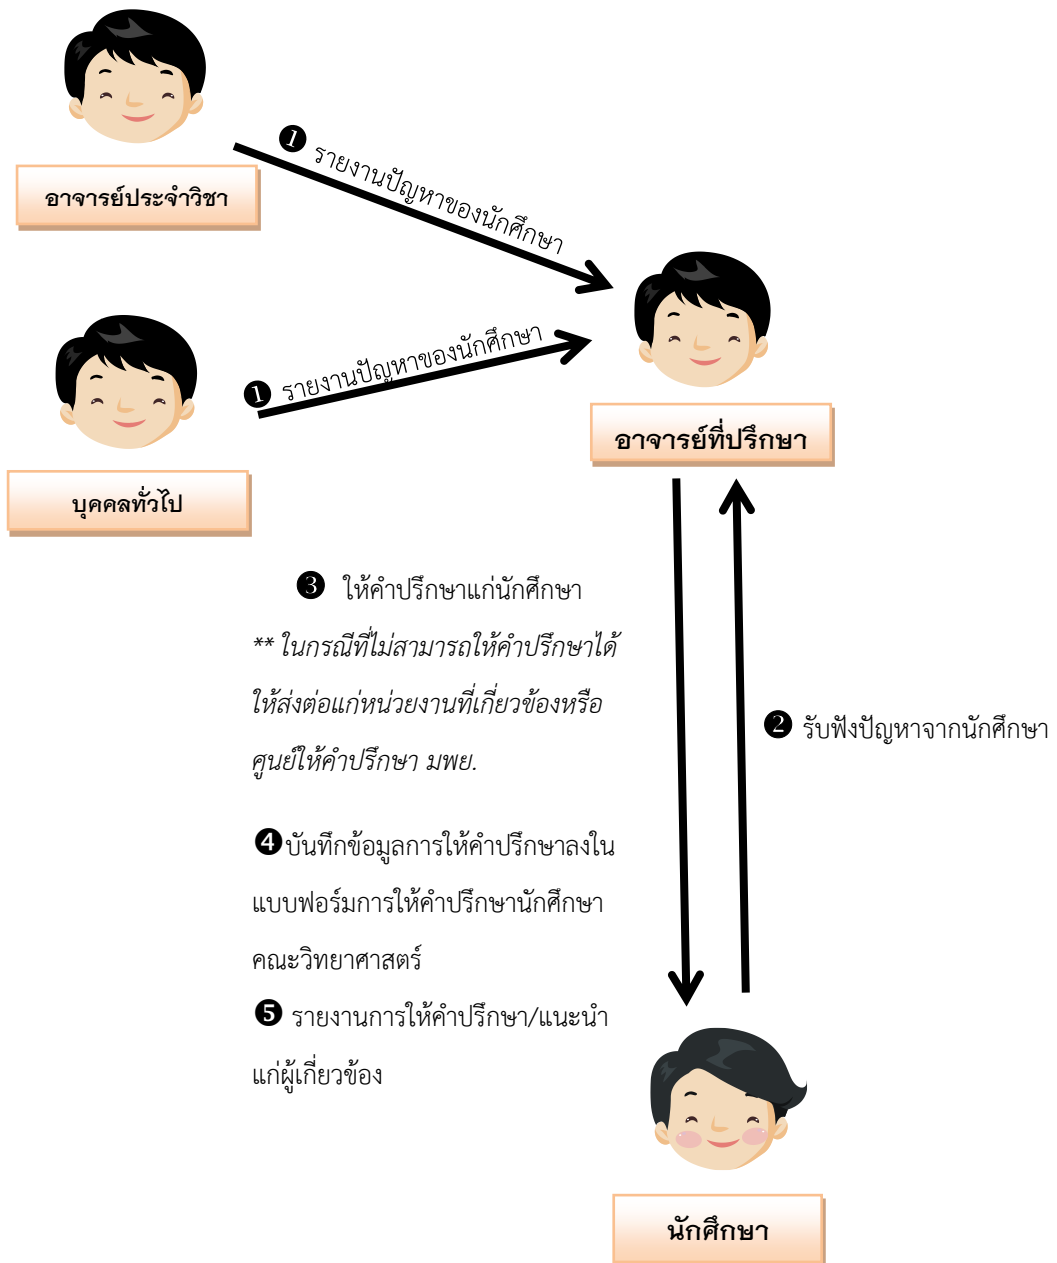 ❶ รายงานปัญหาของนักศึกษา
อาจารย์ประจำวิชา
❶ รายงานปัญหาของนักศึกษา
อาจารย์ที่ปรึกษา
บุคคลทั่วไป
❸ ให้คำปรึกษาแก่นักศึกษา
** ในกรณีที่ไม่สามารถให้คำปรึกษาได้
ให้ส่งต่อแก่หน่วยงานที่เกี่ยวข้องหรือ
ศูนย์ให้คำปรึกษา มพย.
❷ รับฟังปัญหาจากนักศึกษา
❹บันทึกข้อมูลการให้คำปรึกษาลงใน
แบบฟอร์มการให้คำปรึกษานักศึกษา
คณะวิทยาศาสตร์
❺ รายงานการให้คำปรึกษา/แนะนำ
แก่ผู้เกี่ยวข้อง
นักศึกษา